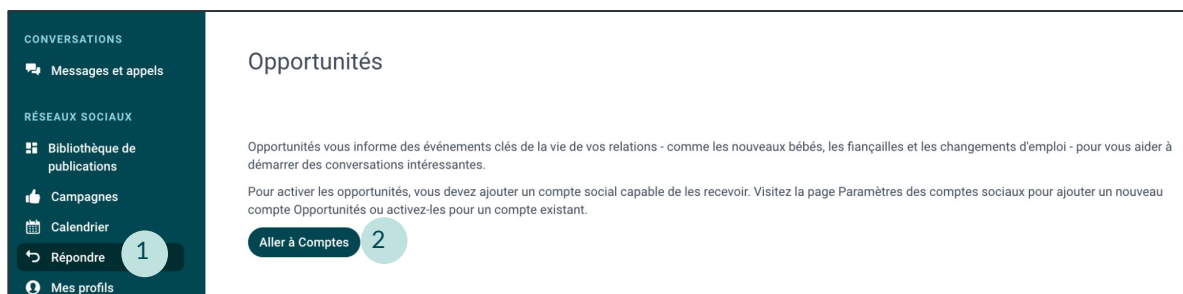 CONVERSATIONS
Messages et appels
RÉSEAUX SOCIAUX
Bibliothèque de
publications
Campagnes
Calendrier
Répondre
1
Mes profils
Opportunités
Opportunités vous informe des événements clés de la vie de vos relations - comme les nouveaux bébés, les fiançailles et les changements d'emploi - pour vous aider à
démarrer des conversations intéressantes.
Pour activer les opportunités, vous devez ajouter un compte social capable de les recevoir. Visitez la page Paramètres des comptes sociaux pour ajouter un nouveau
compte Opportunités ou activez-les pour un compte existant.
Aller à Comptes
2